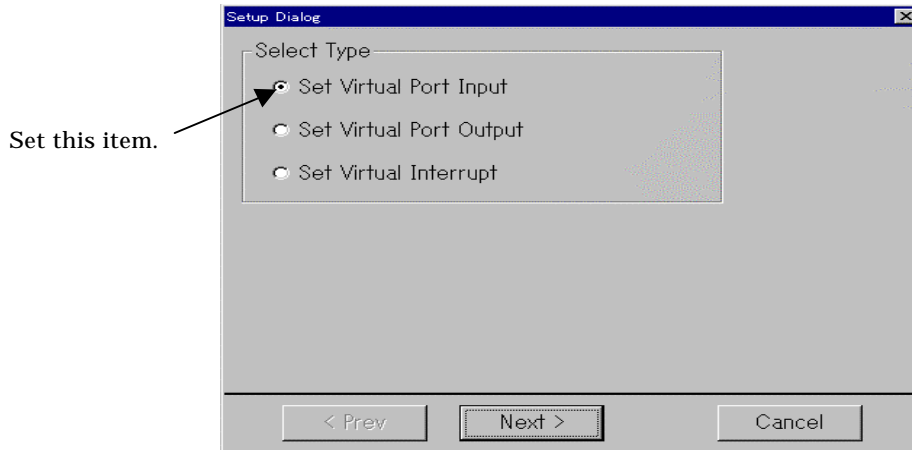 Setup Dialog
Select Type
Set Virtual Port Input
Set this item.
Set Virtual Port Output
Set Virtual Interrupt
< Prev
Next >
Cancel